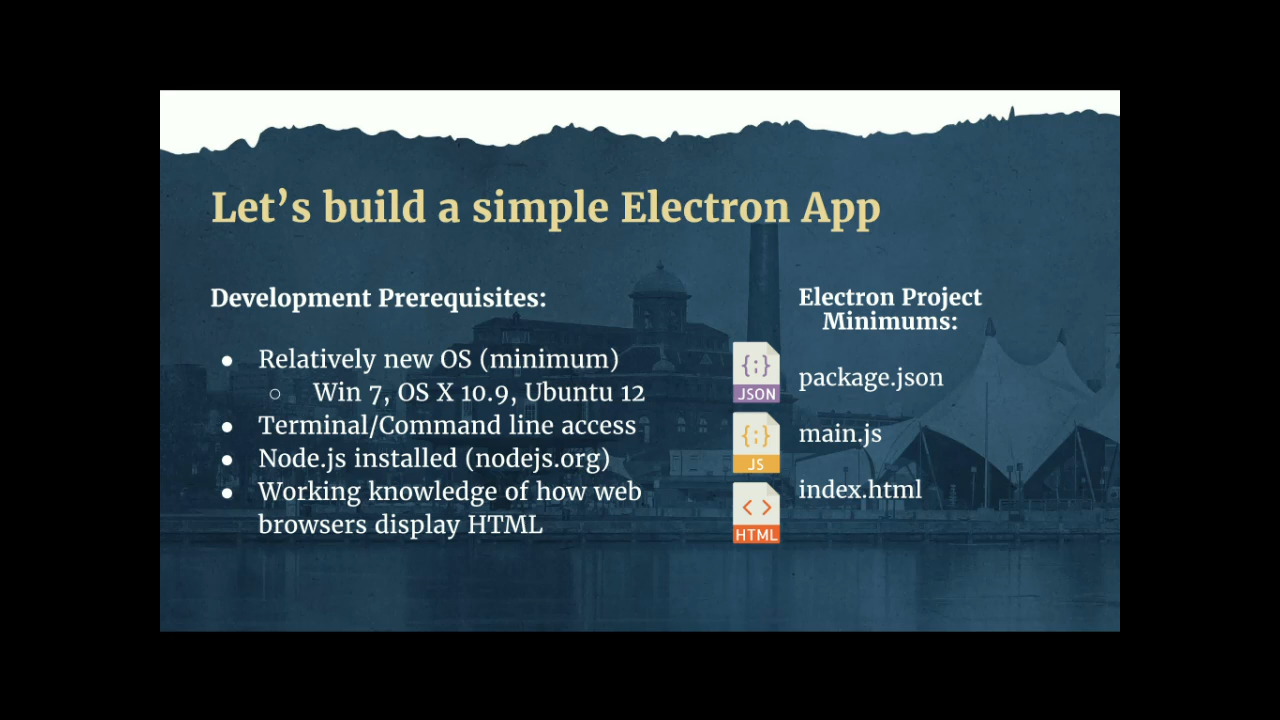 Let’s build a simple Electron App
Development Prerequisites:
● Relatively new OS (minimum)
○ Win 7, OS X 10.9, Ubuntu 12
● Terminal/Command line access
● Node.js installed (nodejs.org)
● Working knowledge of how web
browsers display HTML
Electron Project
Minimums:
{;}
JSON
package.json
{;}
JS
main.js
< >
HTML
index.html